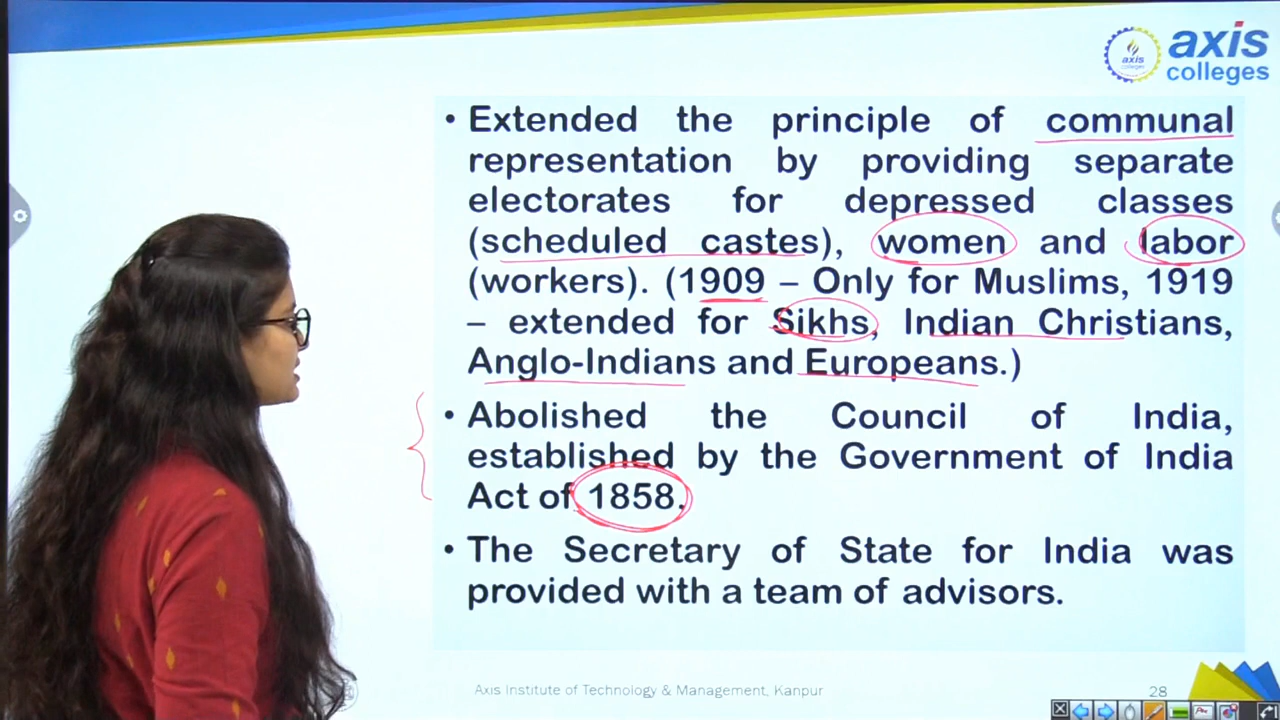 axis
colleges
axis
colleges
• Extended the principle of communal
representation by providing separate
electorates for depressed classes
(scheduled castes), women and labor
(workers). (1909 – Only for Muslims, 1919
– extended for Sikhs, Indian Christians,
Anglo-Indians and Europeans.)
• Abolished the Council of India,
established by the Government of India
Act of 1858.
• The Secretary of State for India was
provided with a team of advisors.
Axis Institute of Technology & Management, Kanpur
28